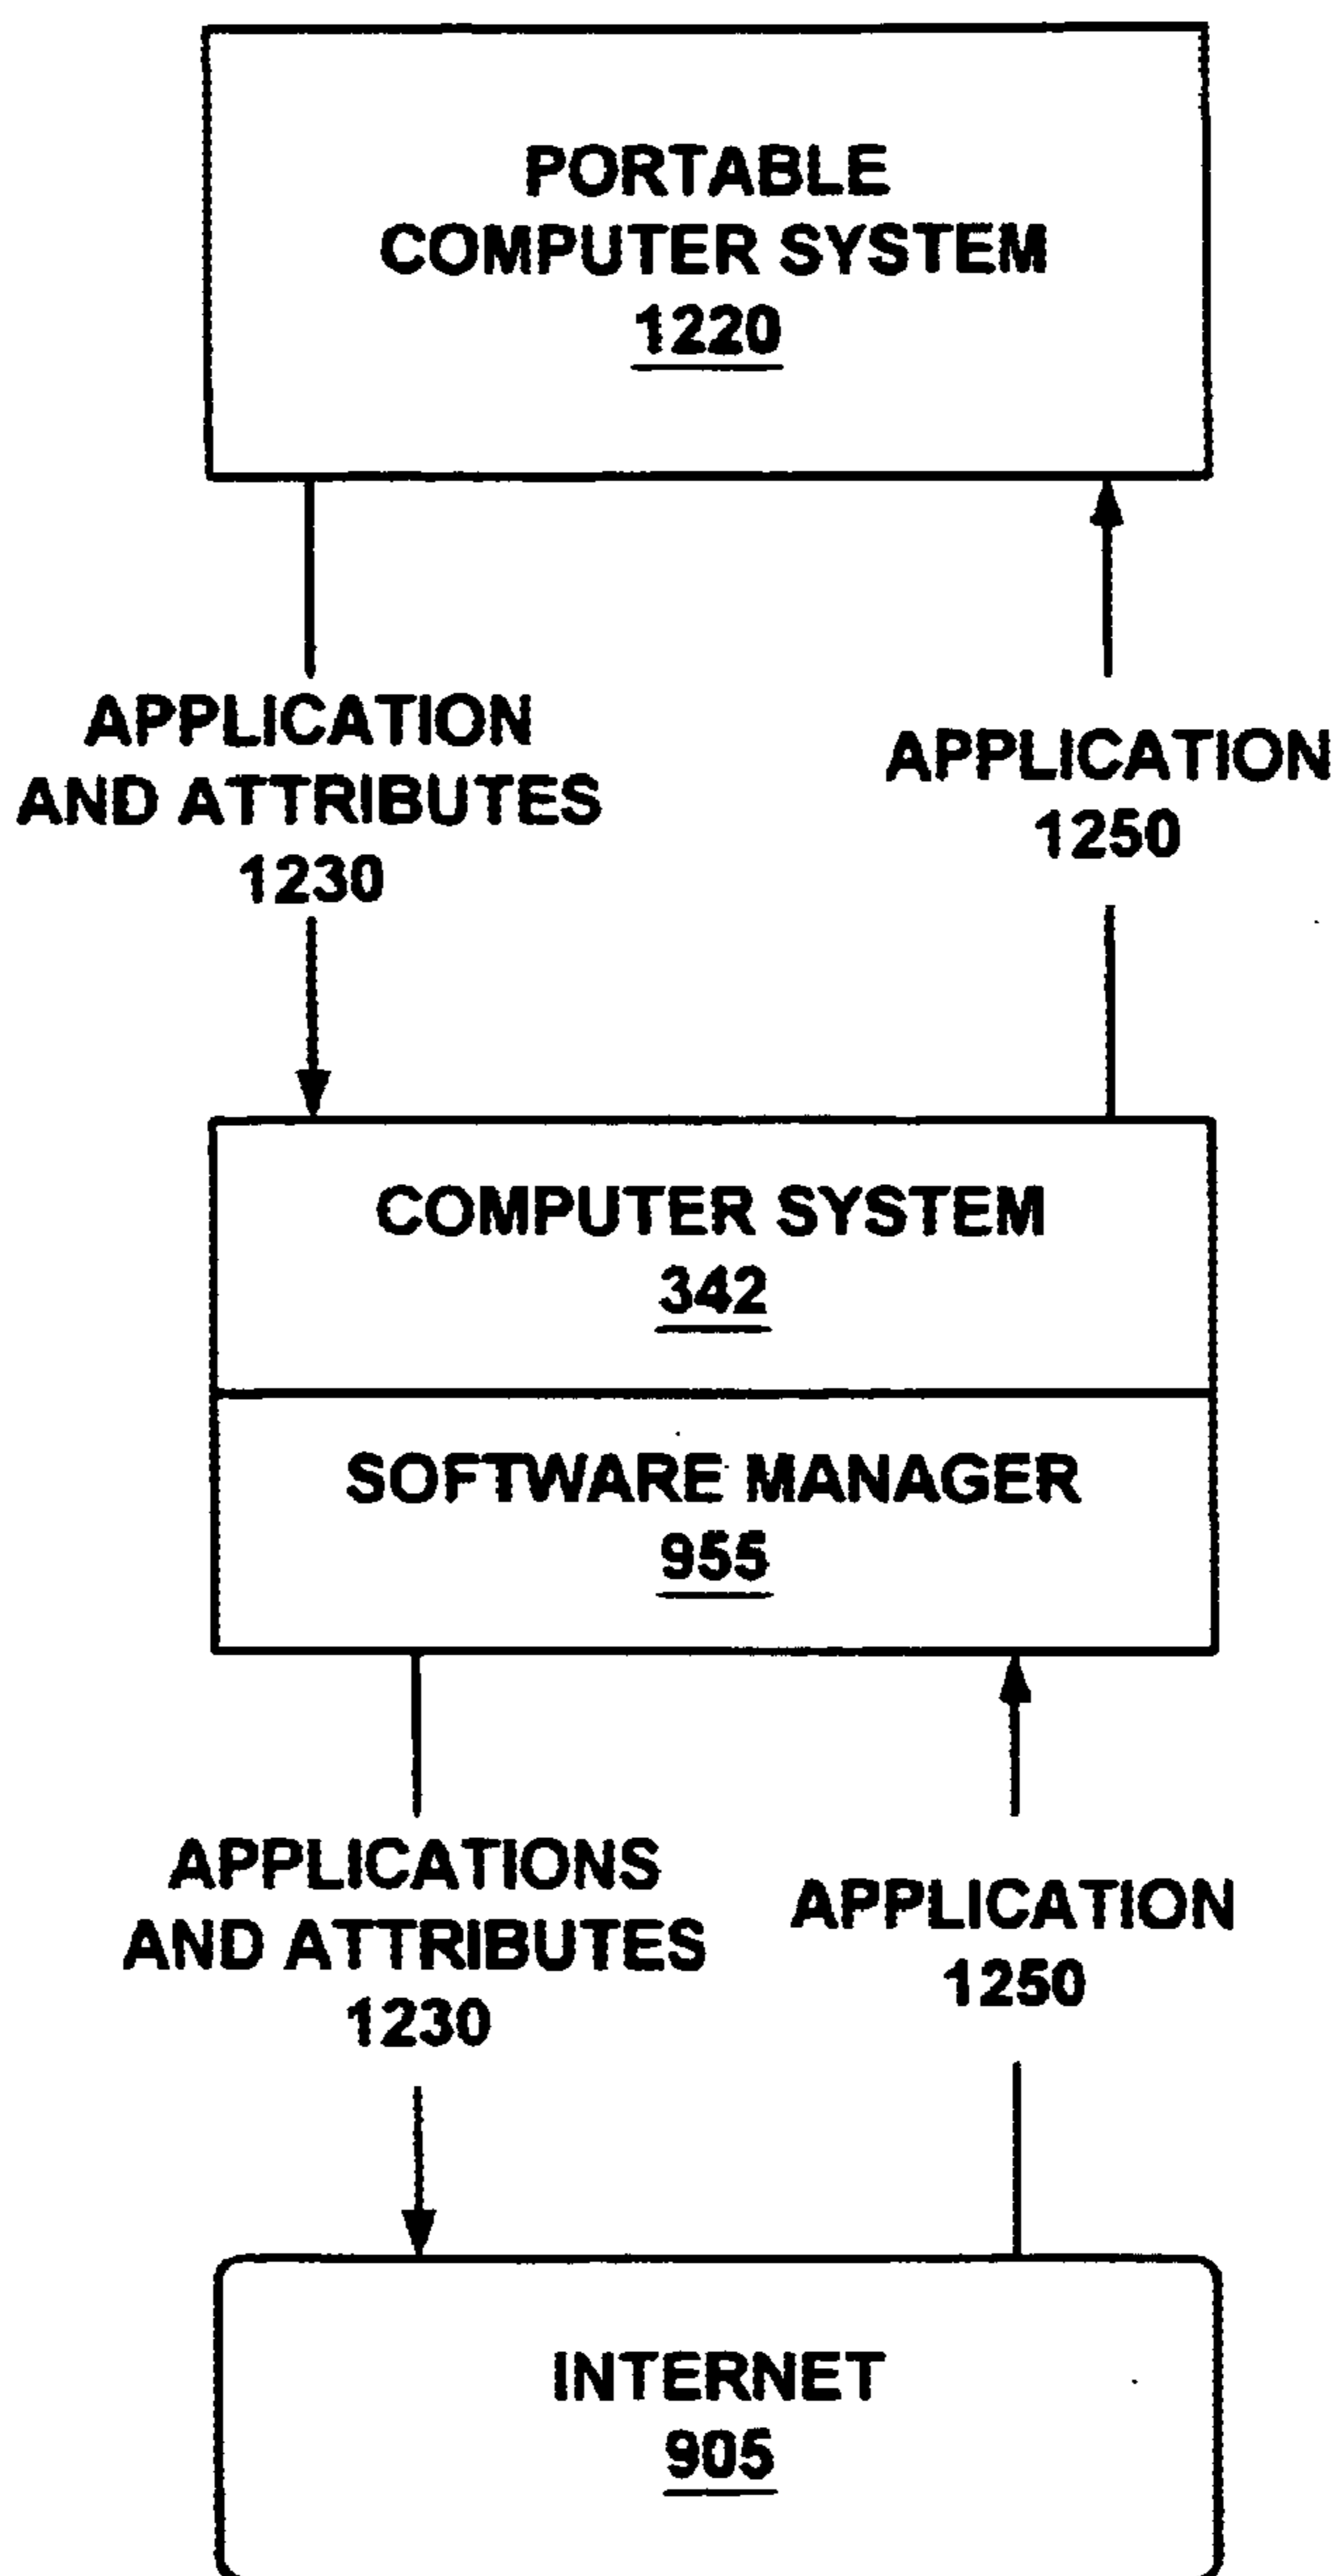 PORTABLE
COMPUTER SYSTEM
1220
APPLICATION
AND ATTRIBUTES
1230
APPLICATION
1250
COMPUTER SYSTEM
342
SOFTWARE MANAGER
955
APPLICATIONS
AND ATTRIBUTES
1230
APPLICATION
1250
INTERNET
905